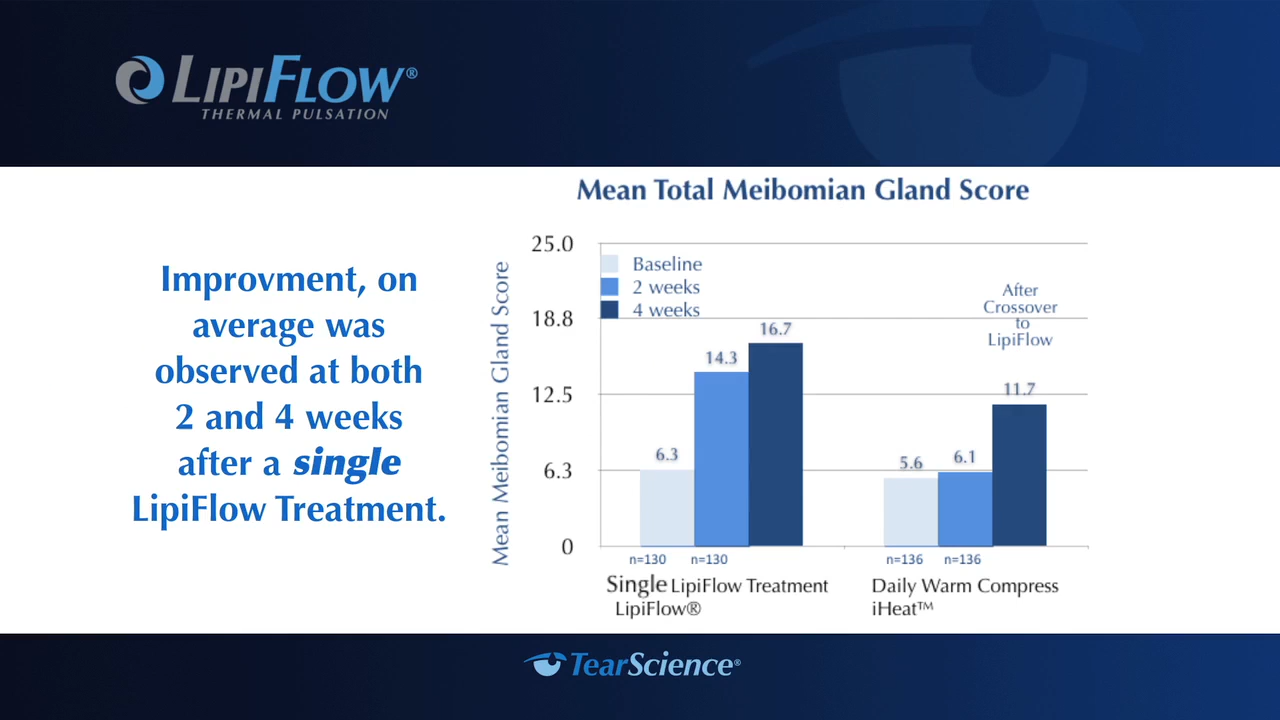 LIPIFLOW®
THERMAL PULSATION
Improvment, on
average was
observed at both
2 and 4 weeks
after a single
LipiFlow Treatment.
Mean Total Meibomian Gland Score
Mean Meibomian Gland Score
25.0
18.8
12.5
6.3
0
Baseline
2 weeks
4 weeks
After
Crossover
to
LipiFlow
6.3
14.3
16.7
5.6
6.1
11.7
n=130
n=130
n=136
n=136
Single LipiFlow Treatment
LipiFlow®
Daily Warm Compress
iHeat™
TearScience®